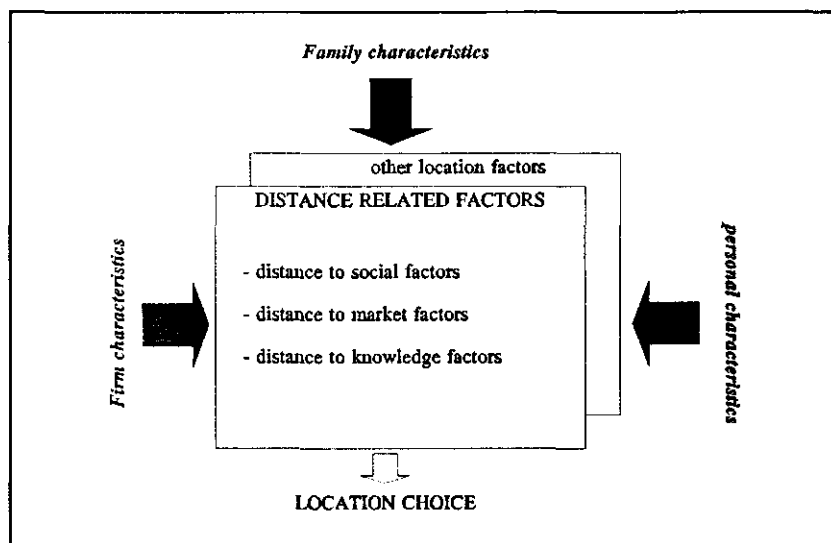 Family characteristics
other location factors
DISTANCE RELATED FACTORS
- distance to social factors
- distance to market factors
- distance to knowledge factors
Firm characteristics
personal characteristics
LOCATION CHOICE